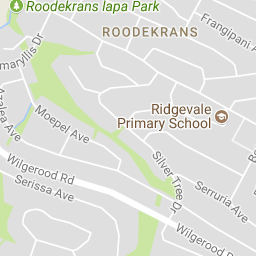 Roodekrans lapa Park
ROODEKRANS
Frangipani
maryllis Dr
Azalea Ave
Moepel Ave
Ridgevale
Primary School
Wilgerood Rd
Serissa Ave
Silver Tree Dr
Serruria Ave
Wilgerood